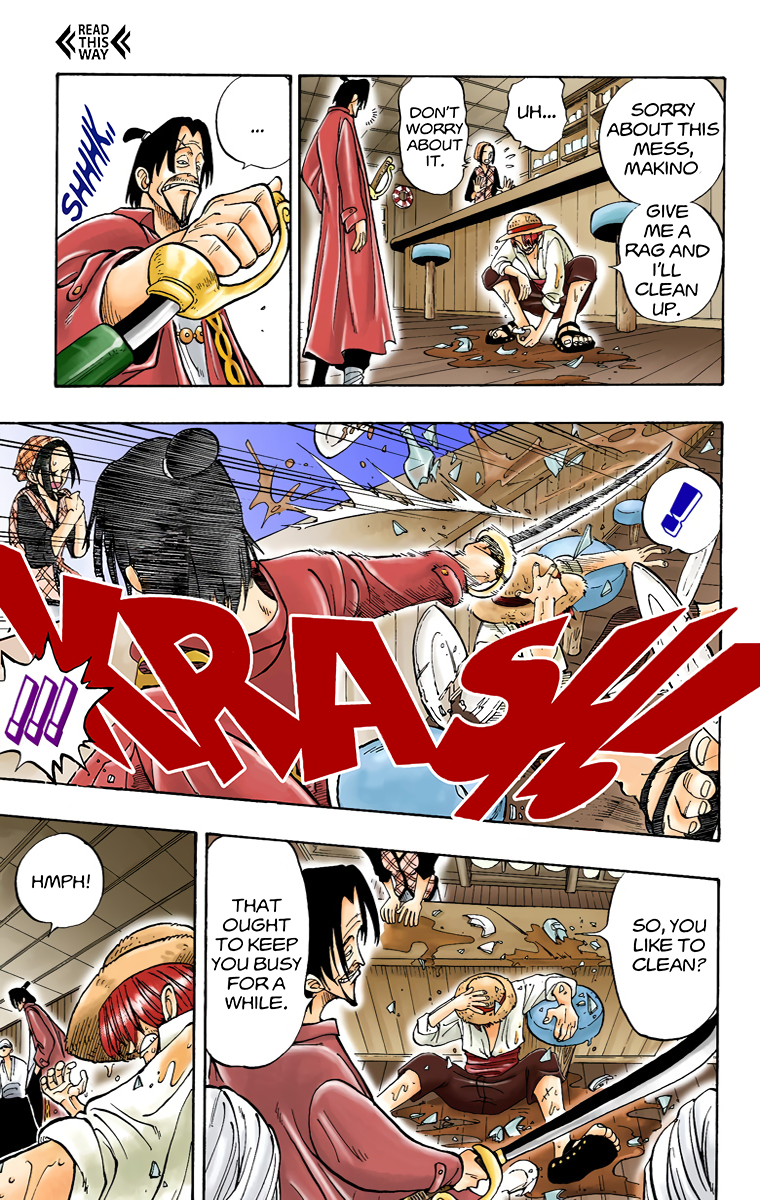 READ
THIS
WAY
SORRY
ABOUT THIS
MESS,
MAKINO.
GIVE
ME A
RAG AND
I'LL
CLEAN
UP.
UH...
DON'T
WORRY
ABOUT
IT.
...
SHHHK,,
!
KRASH!!
!!!
SO, YOU
LIKE TO
CLEAN?
THAT
OUGHT
TO KEEP
YOU BUSY
FOR A
WHILE.
HMPH!